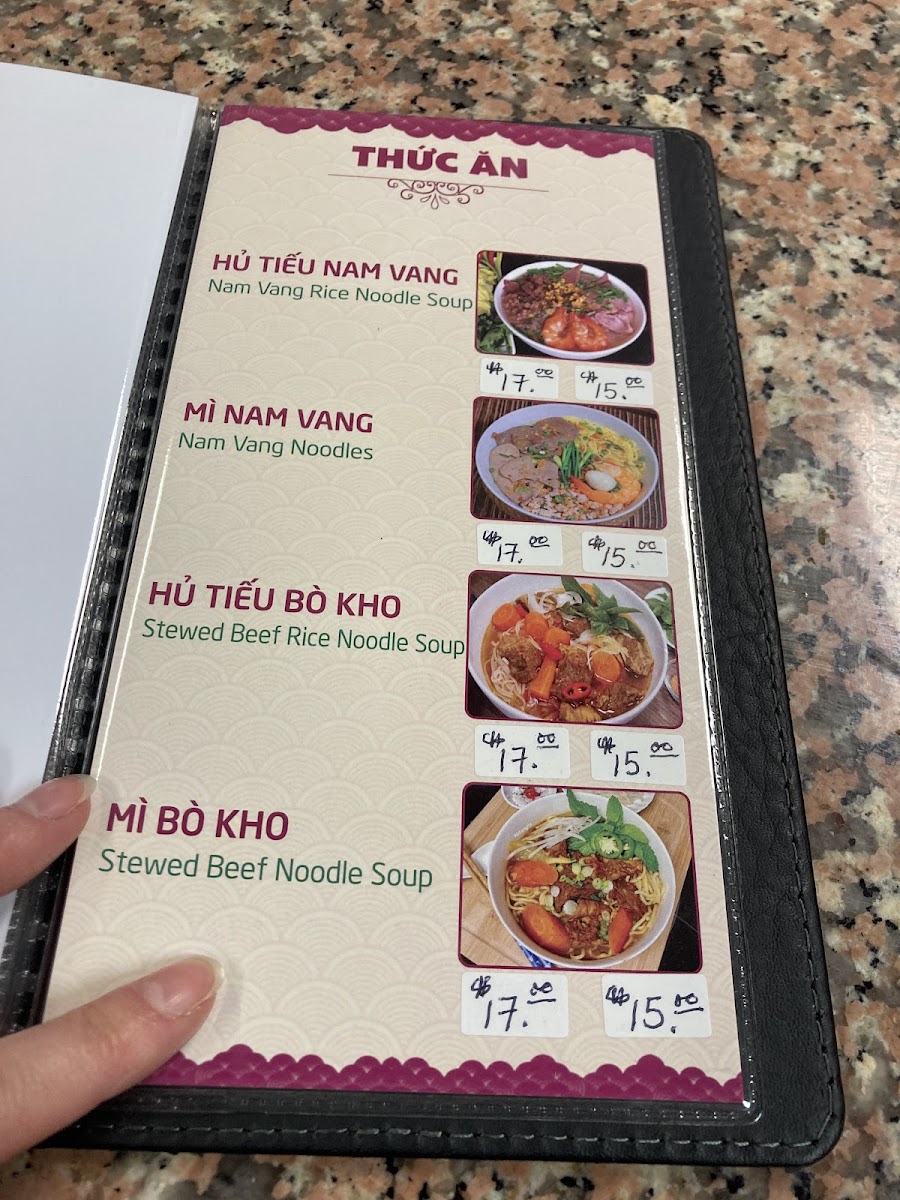 THỨC ĂN
HỦ TIẾU NAM VANG
Nam Vang Rice Noodle Soup
$17.00 $15.00
MÌ NAM VANG
Nam Vang Noodles
$17.00 $15.00
HỦ TIẾU BÒ KHO
Stewed Beef Rice Noodle Soup
$17.00 $15.00
MÌ BÒ KHO
Stewed Beef Noodle Soup
$17.00 $15.00